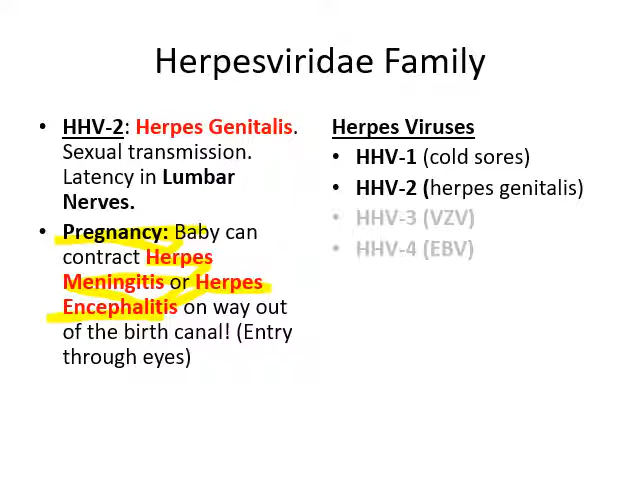 Herpesviridae Family
• HHV-2: Herpes Genitalis.
Sexual transmission.
Latency in Lumbar
Nerves.
• Pregnancy: Baby can
contract Herpes
Meningitis or Herpes
Encephalitis on way out
of the birth canal! (Entry
through eyes)
Herpes Viruses
• HHV-1 (cold sores)
• HHV-2 (herpes genitalis)
• HHV-3 (VZV)
• HHV-4 (EBV)